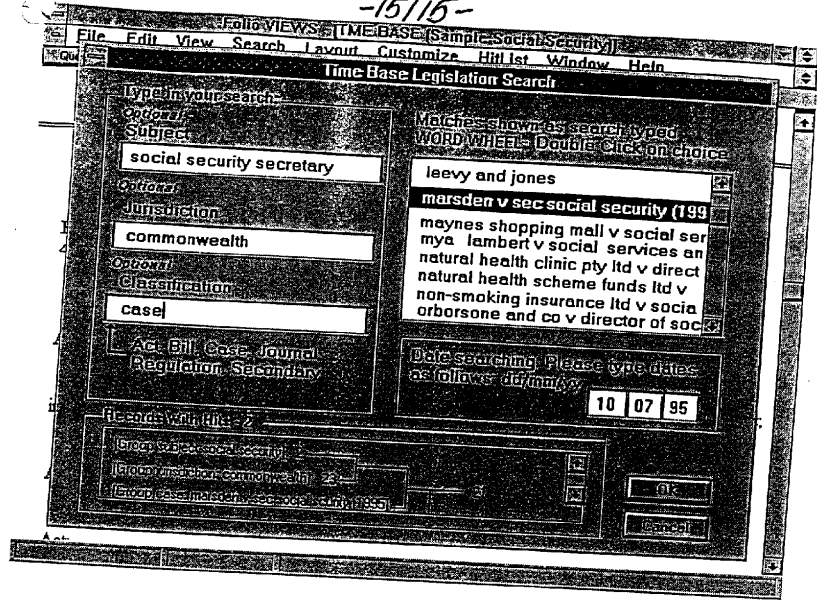 -15/15-
Folio VIEWS - [TIME BASE [Sample-Social Security]]
File Edit View Search Layout Customize HitList Window Help
Time Base Legislation Search
Type in your search
Optional
Subject
social security secretary
Optional
Jurisdiction
commonwealth
Optional
Classification
case
Act, Bill, Case, Journal
Regulation, Secondary
Matches shown as search typed
WORD WHEEL - Double Click on choice
leevy and jones
marsden v sec social security (199
maynes shopping mall v social ser
mya lambert v social services an
natural health clinic pty ltd v direct
natural health scheme funds ltd v
non-smoking insurance ltd v socia
orborsone and co v director of soc
Date searching. Please type dates
as follows: dd/mm/yy
10 07 95
Records with Hits - 2
[Group subject: social security]
[Group jurisdiction: commonwealth] 23
[Group case: marsden v sec social security (1995)]
Ok
Cancel